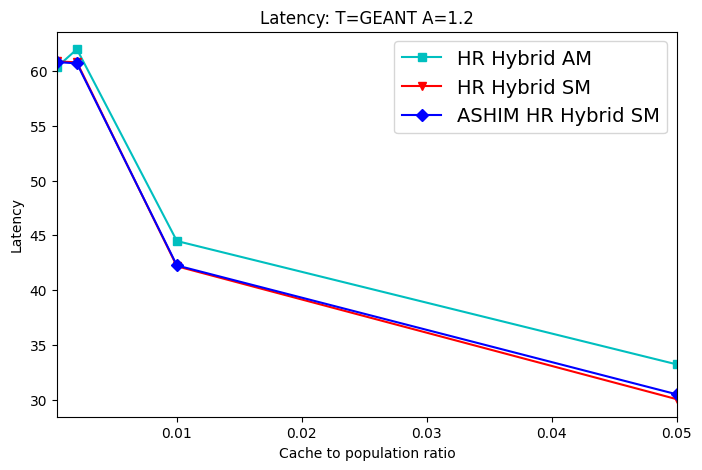 Latency: T=GEANT A=1.2
HR Hybrid AM
HR Hybrid SM
ASHIM HR Hybrid SM
Latency
60
55
50
45
40
35
30
0.01
0.02
0.03
0.04
0.05
Cache to population ratio